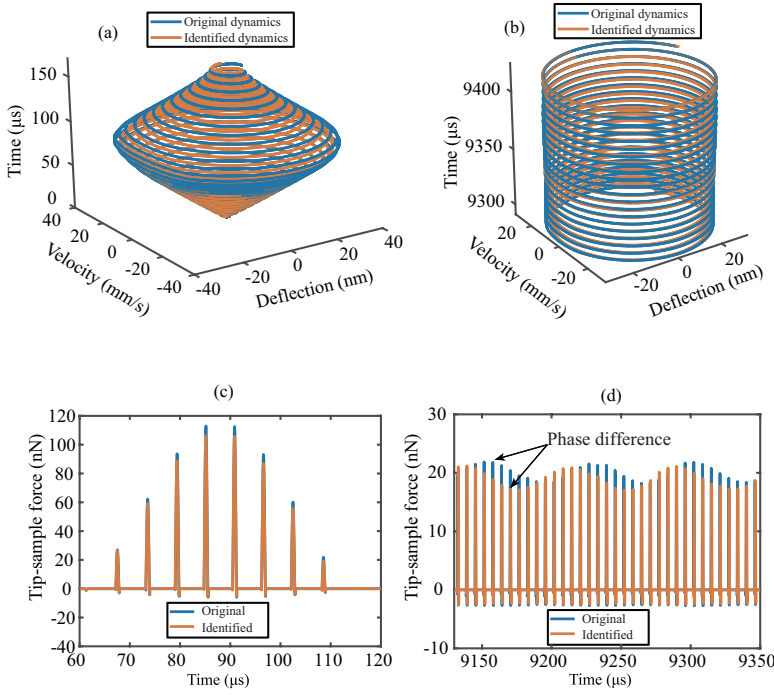 (a)
Original dynamics
Identified dynamics
Time (μs)
150
100
50
0
40
20
0
-20
-40
Velocity (mm/s)
-40
-20
0
20
40
Deflection (nm)
(b)
Original dynamics
Identified dynamics
Time (μs)
9400
9350
9300
20
0
-20
Velocity (mm/s)
-20
0
20
Deflection (nm)
(c)
Tip-sample force (nN)
120
100
80
60
40
20
0
-20
-40
60
70
80
90
100
110
120
Time (μs)
Original
Identified
(d)
Tip-sample force (nN)
30
20
10
0
-10
9150
9200
9250
9300
9350
Time (μs)
Phase difference
Original
Identified